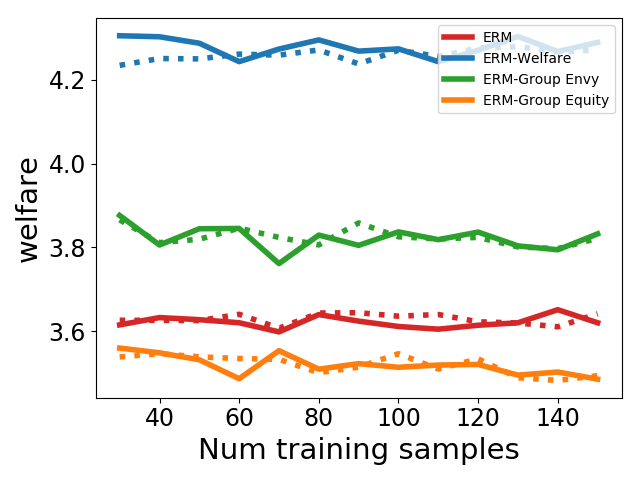 ERM
ERM-Welfare
ERM-Group Envy
ERM-Group Equity
4.2
4.0
3.8
3.6
welfare
40 60 80 100 120 140
Num training samples